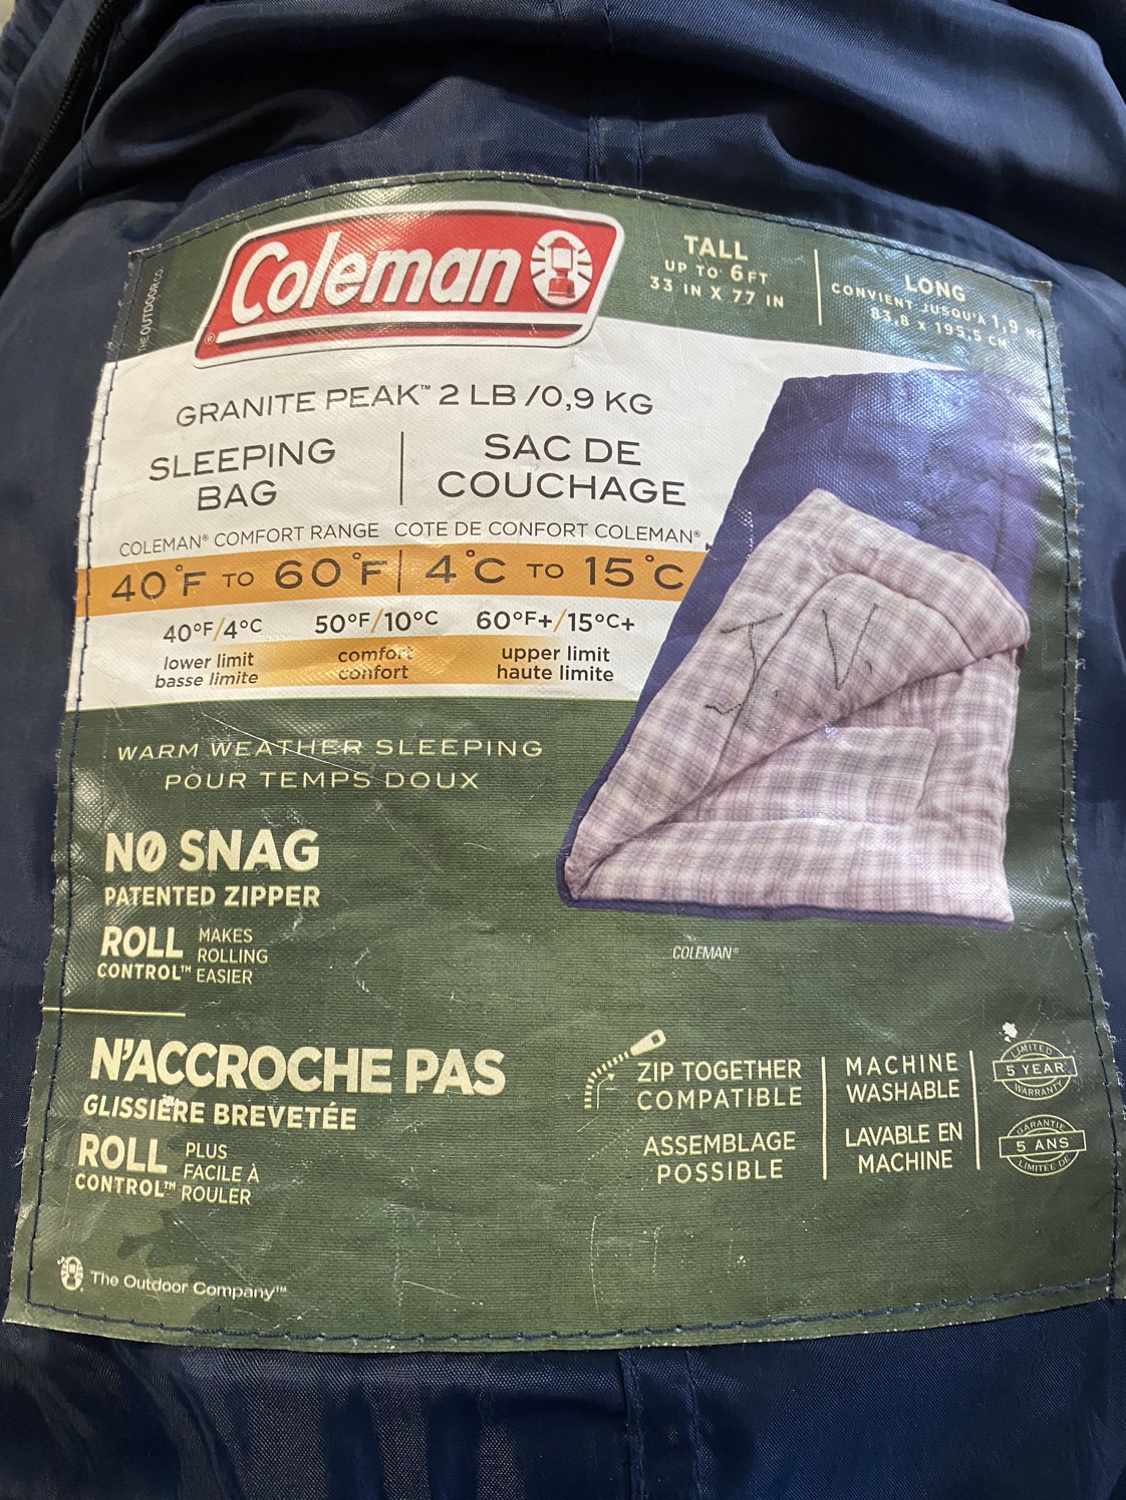 Coleman
®
TALL
UP TO 6 FT
33 IN X 77 IN
LONG
CONVIENT JUSQU'À 1,9 M
83,8 x 195,5 CM
THE OUTDOOR CO
GRANITE PEAK™ 2 LB /0,9 KG
SLEEPING
BAG
SAC DE
COUCHAGE
COLEMAN® COMFORT RANGE
COTE DE CONFORT COLEMAN®
40°F TO 60°F | 4°C TO 15°C
40°F/4°C
lower limit
basse limite
50°F/10°C
comfort
confort
60°F+/15°C+
upper limit
haute limite
J. V.
WARM WEATHER SLEEPING
POUR TEMPS DOUX
NO SNAG
PATENTED ZIPPER
ROLL
CONTROL™
MAKES
ROLLING
EASIER
COLEMAN®
N'ACCROCHE PAS
GLISSIÈRE BREVETÉE
ROLL
CONTROL™
PLUS
FACILE À
ROULER
ZIP TOGETHER
COMPATIBLE
ASSEMBLAGE
POSSIBLE
MACHINE
WASHABLE
LAVABLE EN
MACHINE
LIMITED
5 YEAR
WARRANTY
GARANTIE
5 ANS
LIMITÉE DE
The Outdoor Company™